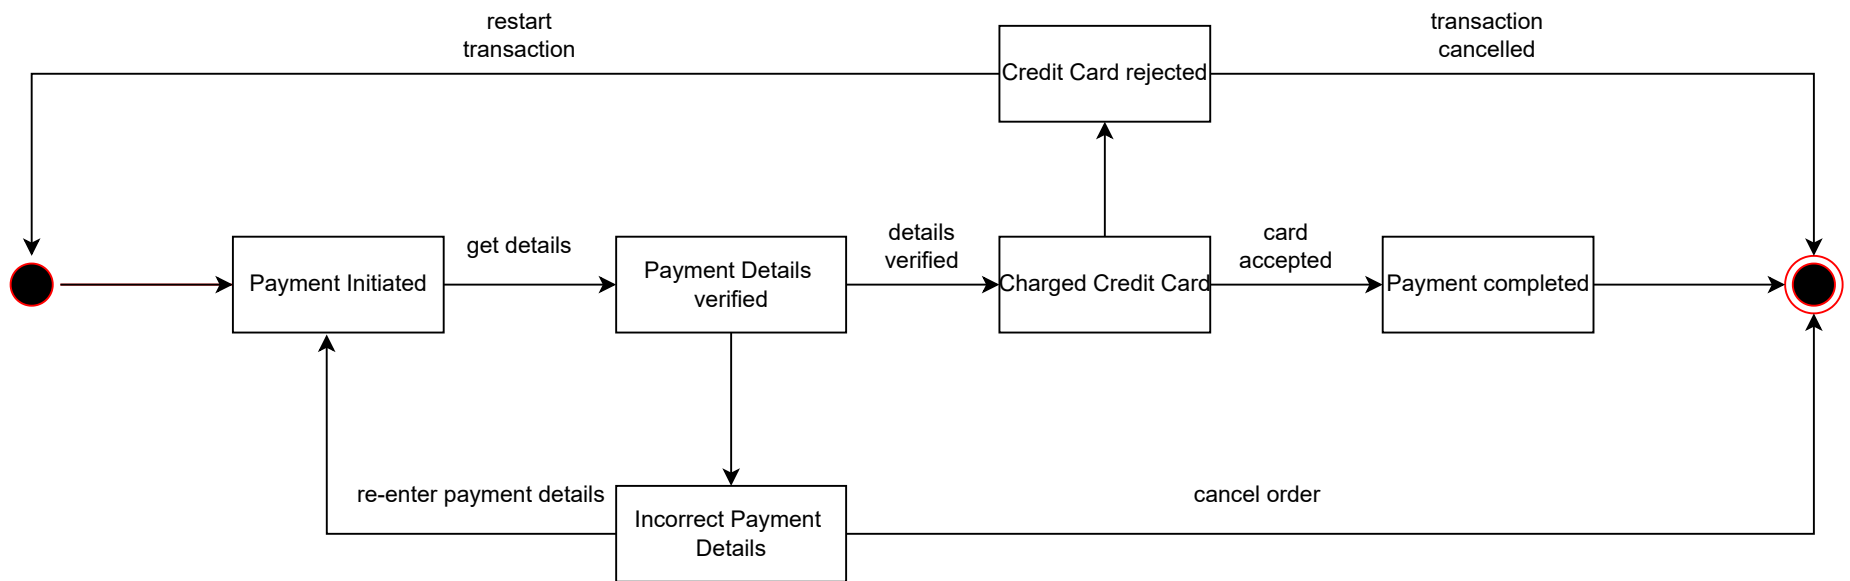 restart
transaction
Credit Card rejected
transaction
cancelled
Payment Initiated
get details
Payment Details
verified
details
verified
Charged Credit Card
card
accepted
Payment completed
re-enter payment details
Incorrect Payment
Details
cancel order